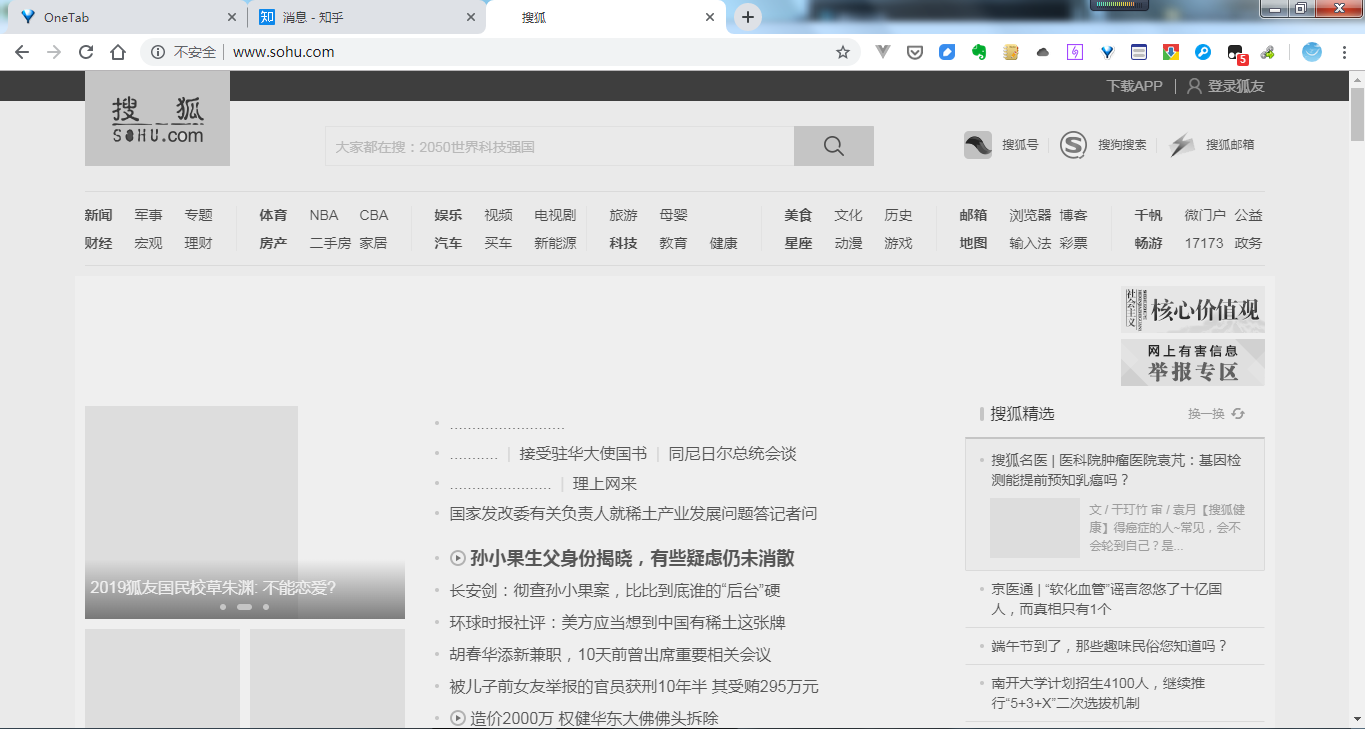 OneTab
知 消息 - 知乎
搜狐
不安全 www.sohu.com
5
下载APP 登录狐友
搜狐
SOHU.com
大家都在搜：2050世界科技强国
搜狐号 搜狗搜索 搜狐邮箱
新闻 军事 专题 体育 NBA CBA 娱乐 视频 电视剧 旅游 母婴 美食 文化 历史 邮箱 浏览器 博客 千帆 微门户 公益
财经 宏观 理财 房产 二手房 家居 汽车 买车 新能源 科技 教育 健康 星座 动漫 游戏 地图 输入法 彩票 畅游 17173 政务
社会主义 核心价值观
网上有害信息
举报专区
搜狐精选 换一换
..........................
........... | 接受驻华大使国书 | 同尼日尔总统会谈
....................... | 理上网来
国家发改委有关负责人就稀土产业发展问题答记者问
孙小果生父身份揭晓，有些疑虑仍未消散
长安剑：彻查孙小果案，比比到底谁的“后台”硬
环球时报社评：美方应当想到中国有稀土这张牌
胡春华添新兼职，10天前曾出席重要相关会议
被儿子前女友举报的官员获刑10年半 其受贿295万元
造价2000万 权健华东大佛佛头拆除
2019狐友国民校草朱渊: 不能恋爱?
搜狐名医 | 医科院肿瘤医院袁芃：基因检
测能提前预知乳癌吗？
文 / 干玎竹 审 / 袁月【搜狐健
康】得癌症的人~常见，会不
会轮到自己？是...
京医通 | “软化血管”谣言忽悠了十亿国
人，而真相只有1个
端午节到了，那些趣味民俗您知道吗？
南开大学计划招生4100人，继续推
行“5+3+X”二次选拔机制